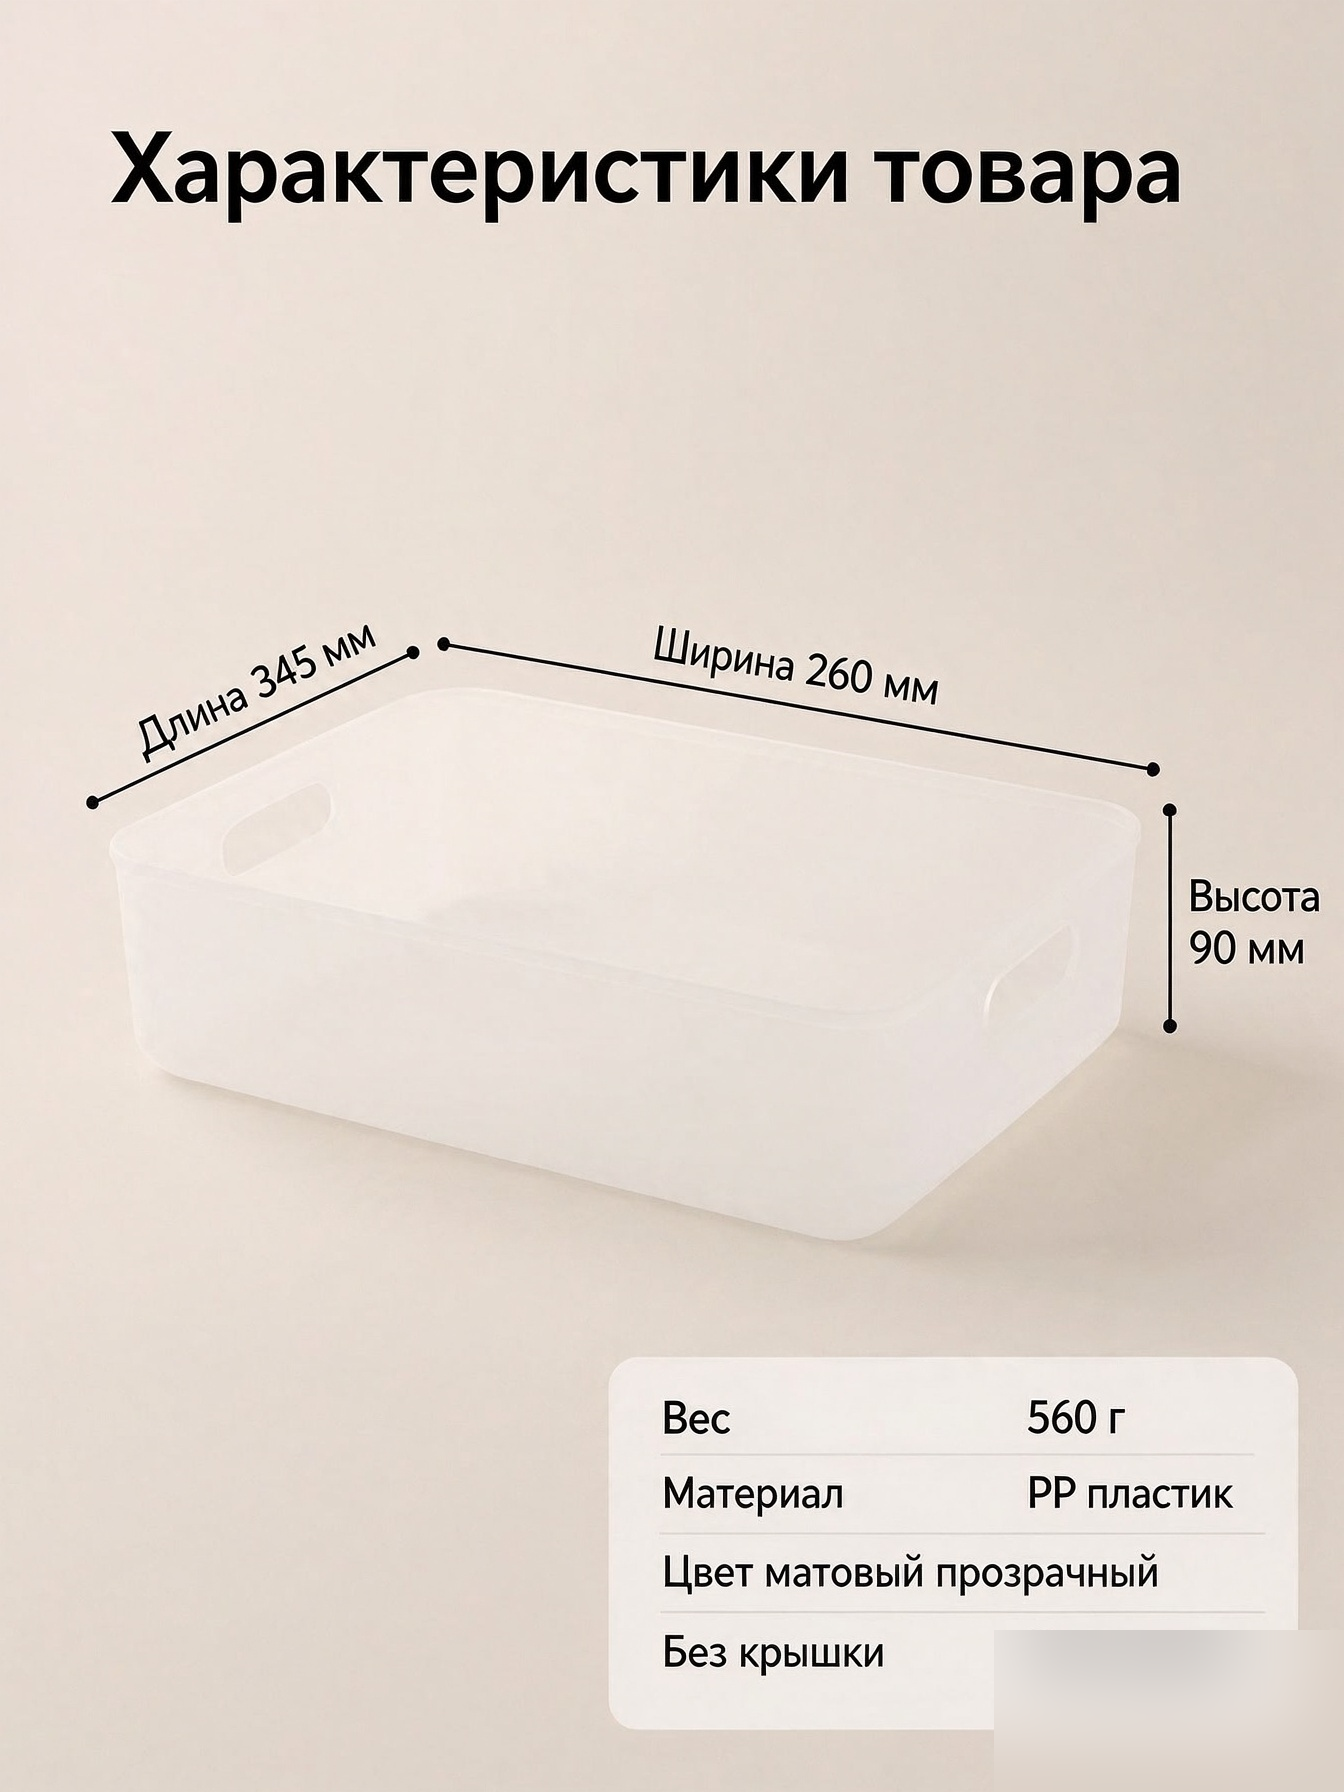 Характеристики товара
Длина 345 мм
Ширина 260 мм
Высота
90 мм
Вес 560 г
Материал PP пластик
Цвет матовый прозрачный
Без крышки